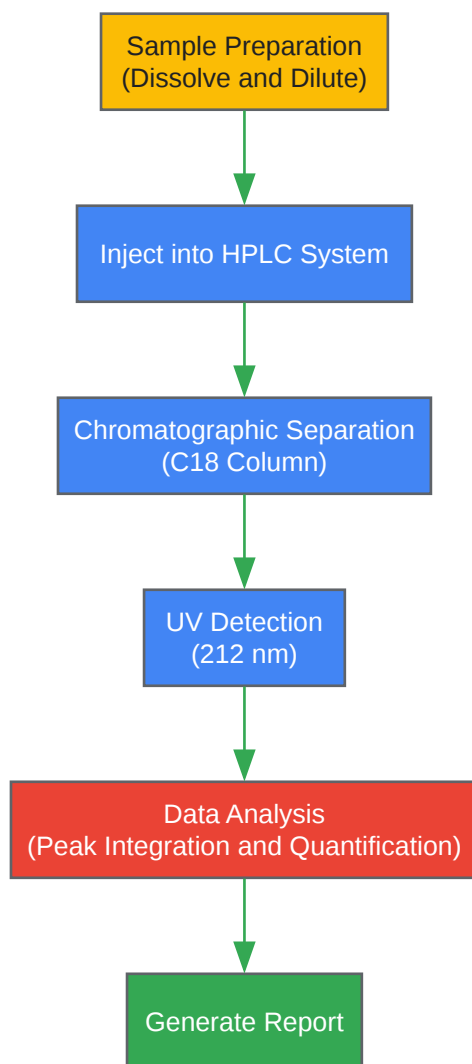 Sample Preparation
(Dissolve and Dilute)
Inject into HPLC System
Chromatographic Separation
(C18 Column)
UV Detection
(212 nm)
Data Analysis
(Peak Integration and Quantification)
Generate Report